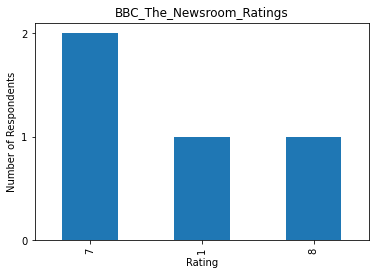 BBC_The_Newsroom_Ratings
Number of Respondents
2
1
0
7
1
8
Rating